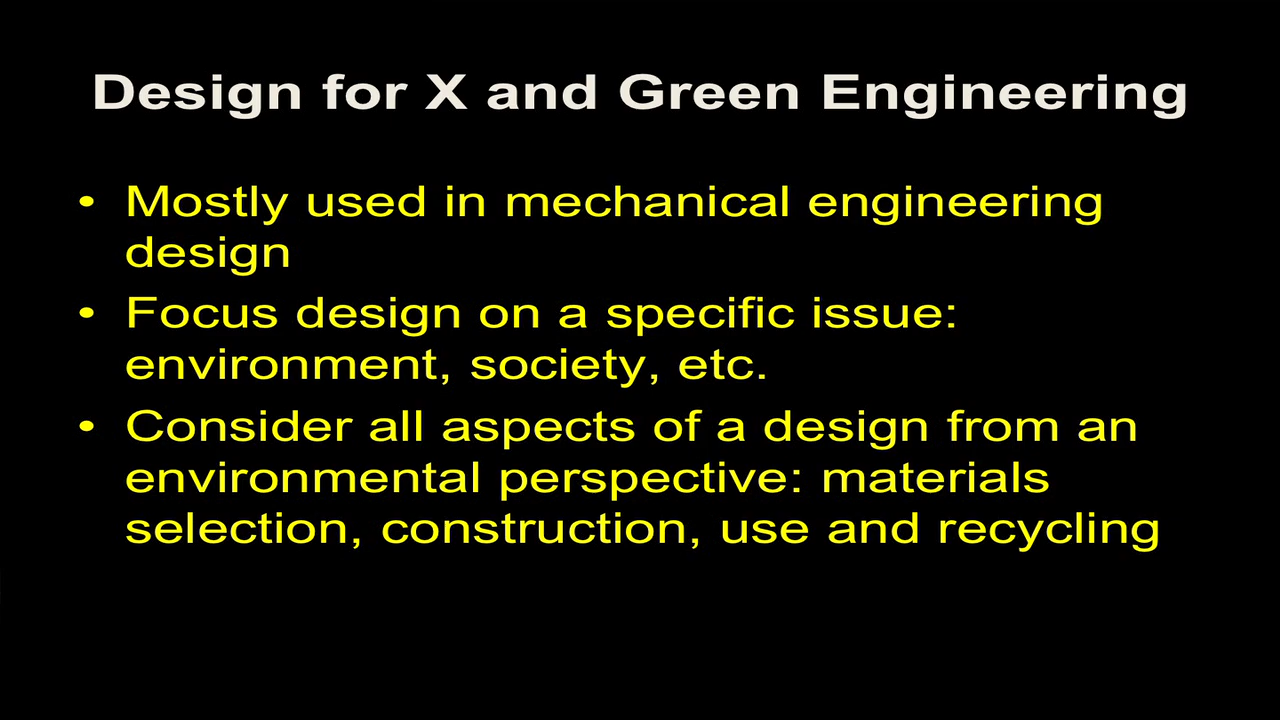 Design for X and Green Engineering
• Mostly used in mechanical engineering
design
• Focus design on a specific issue:
environment, society, etc.
• Consider all aspects of a design from an
environmental perspective: materials
selection, construction, use and recycling